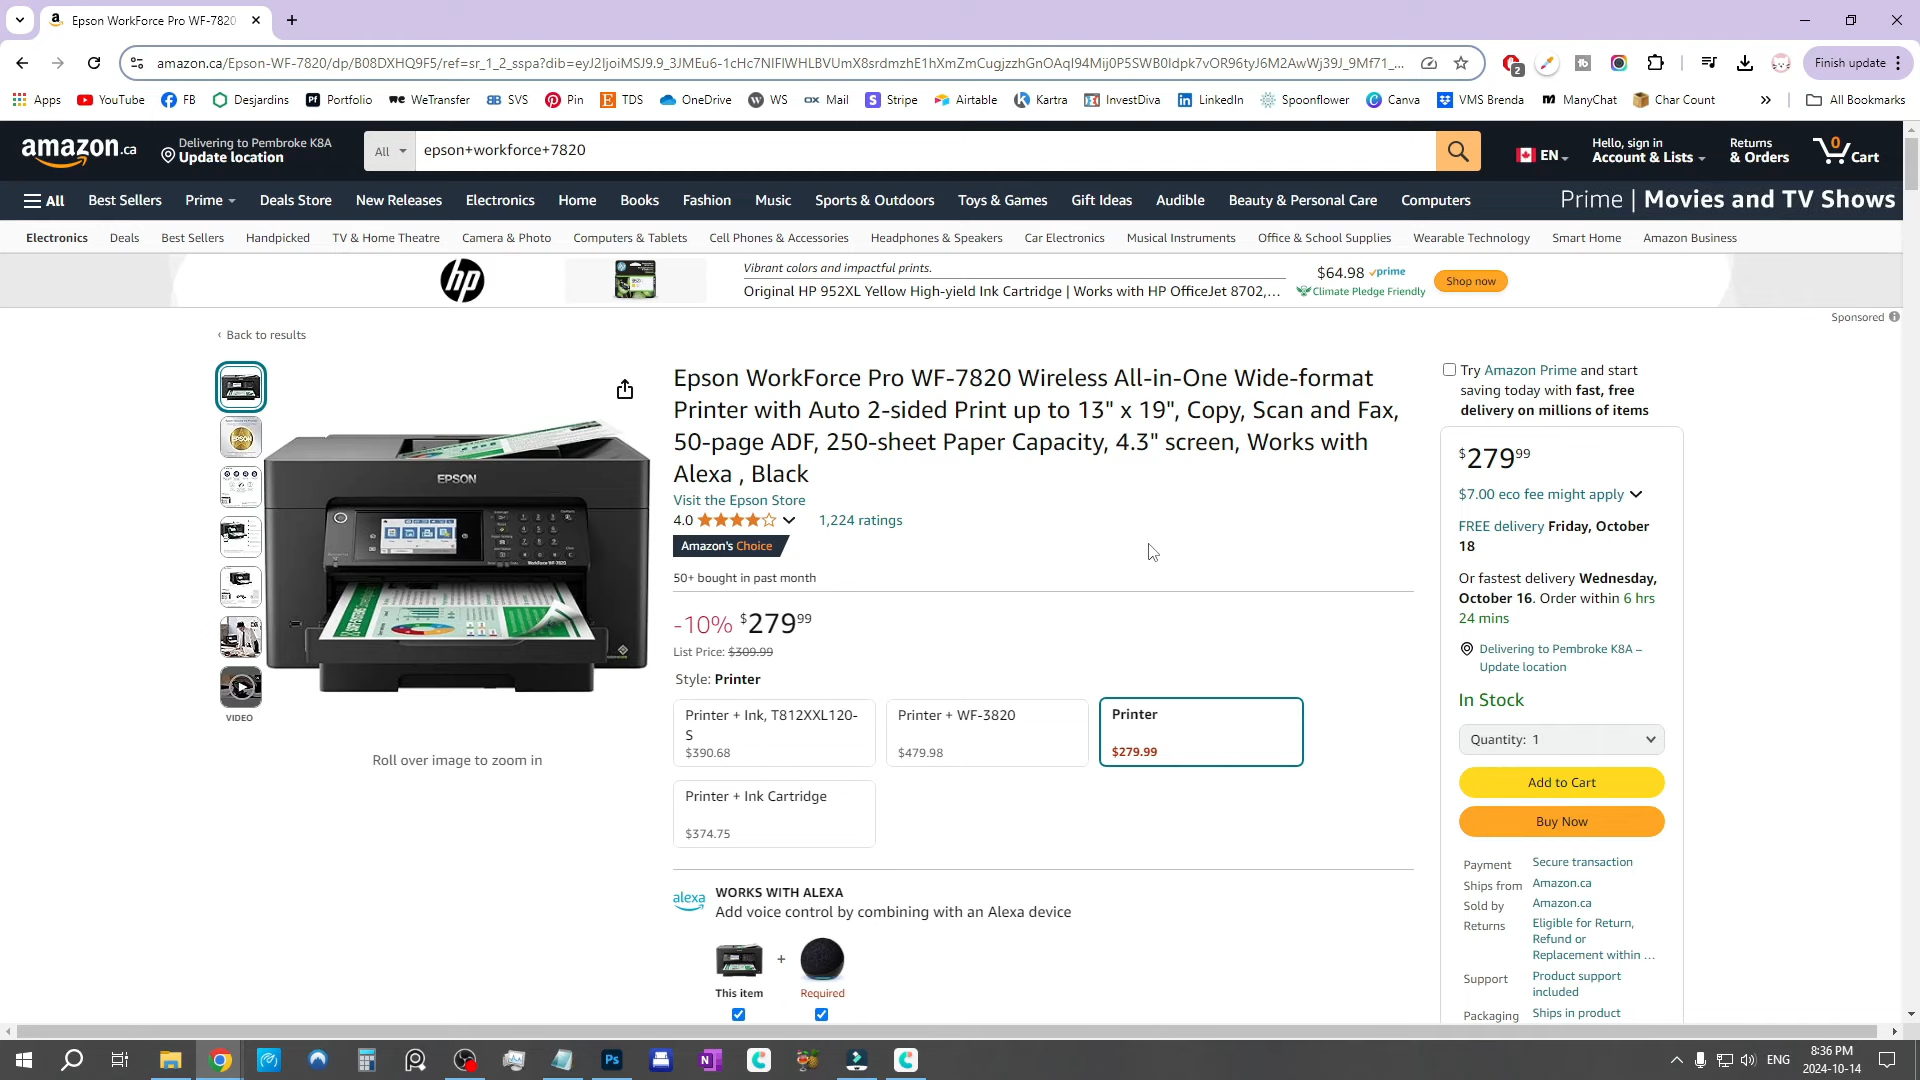 Epson WorkForce Pro WF-7820
amazon.ca/Epson-WF-7820/dp/B08DXHQ9F5/ref=sr_1_2_sspa?dib=eyJ2IjoiMSJ9.9_3JMEu6-1cHc7NIFlWHLBVUmX8srdmzhE1hXmZmCugjzzhGnOAqI94Mij0P5SWB0Idpk7vOR96tyJ6M2AwWj39J_9Mf71_...
2
Finish update
Apps YouTube FB Desjardins Portfolio WeTransfer SVS Pin TDS OneDrive WS Mail Stripe Airtable Kartra InvestDiva LinkedIn Spoonflower Canva VMS Brenda ManyChat Char Count » All Bookmarks
amazon.ca
Delivering to Pembroke K8A
Update location
All
epson+workforce+7820
EN
Hello, sign in
Account & Lists
Returns
& Orders
0
Cart
All Best Sellers Prime Deals Store New Releases Electronics Home Books Fashion Music Sports & Outdoors Toys & Games Gift Ideas Audible Beauty & Personal Care Computers
Prime | Movies and TV Shows
Electronics Deals Best Sellers Handpicked TV & Home Theatre Camera & Photo Computers & Tablets Cell Phones & Accessories Headphones & Speakers Car Electronics Musical Instruments Office & School Supplies Wearable Technology Smart Home Amazon Business
hp
Vibrant colors and impactful prints.
Original HP 952XL Yellow High-yield Ink Cartridge | Works with HP OfficeJet 8702,...
$64.98 prime
Climate Pledge Friendly
Shop now
Sponsored
‹ Back to results
EPSON
EPSON
VIDEO
Roll over image to zoom in
Epson WorkForce Pro WF-7820 Wireless All-in-One Wide-format
Printer with Auto 2-sided Print up to 13" x 19", Copy, Scan and Fax,
50-page ADF, 250-sheet Paper Capacity, 4.3" screen, Works with
Alexa , Black
Visit the Epson Store
4.0 1,224 ratings
Amazon's Choice
50+ bought in past month
-10% $279 99
List Price: $309.99
Style: Printer
Printer + Ink, T812XXL120-
S
$390.68
Printer + WF-3820
$479.98
Printer
$279.99
Printer + Ink Cartridge
$374.75
alexa
WORKS WITH ALEXA
Add voice control by combining with an Alexa device
+
This item
Required
Try Amazon Prime and start
saving today with fast, free
delivery on millions of items
$279 99
$7.00 eco fee might apply
FREE delivery Friday, October
18
Or fastest delivery Wednesday,
October 16. Order within 6 hrs
24 mins
Delivering to Pembroke K8A –
Update location
In Stock
Quantity: 1
Add to Cart
Buy Now
Payment Secure transaction
Ships from Amazon.ca
Sold by Amazon.ca
Returns Eligible for Return,
Refund or
Replacement within ...
Support Product support
included
Packaging Ships in product
ENG
8:36 PM
2024-10-14